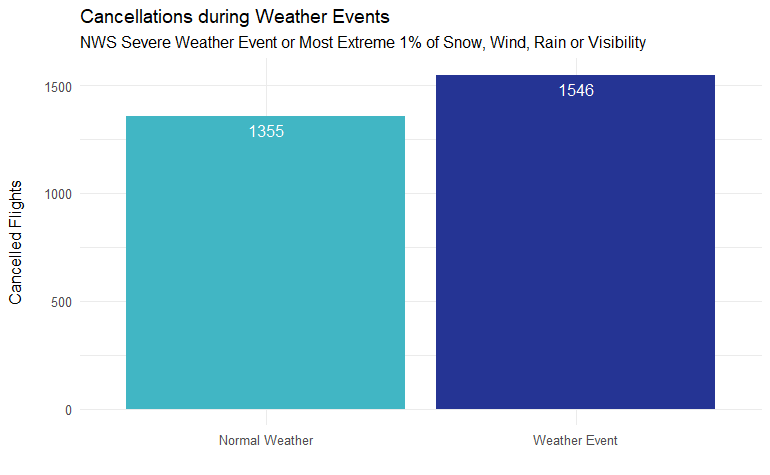 Cancellations during Weather Events
NWS Severe Weather Event or Most Extreme 1% of Snow, Wind, Rain or Visibility
Cancelled Flights
1500
1000
500
0
1355
1546
Normal Weather
Weather Event